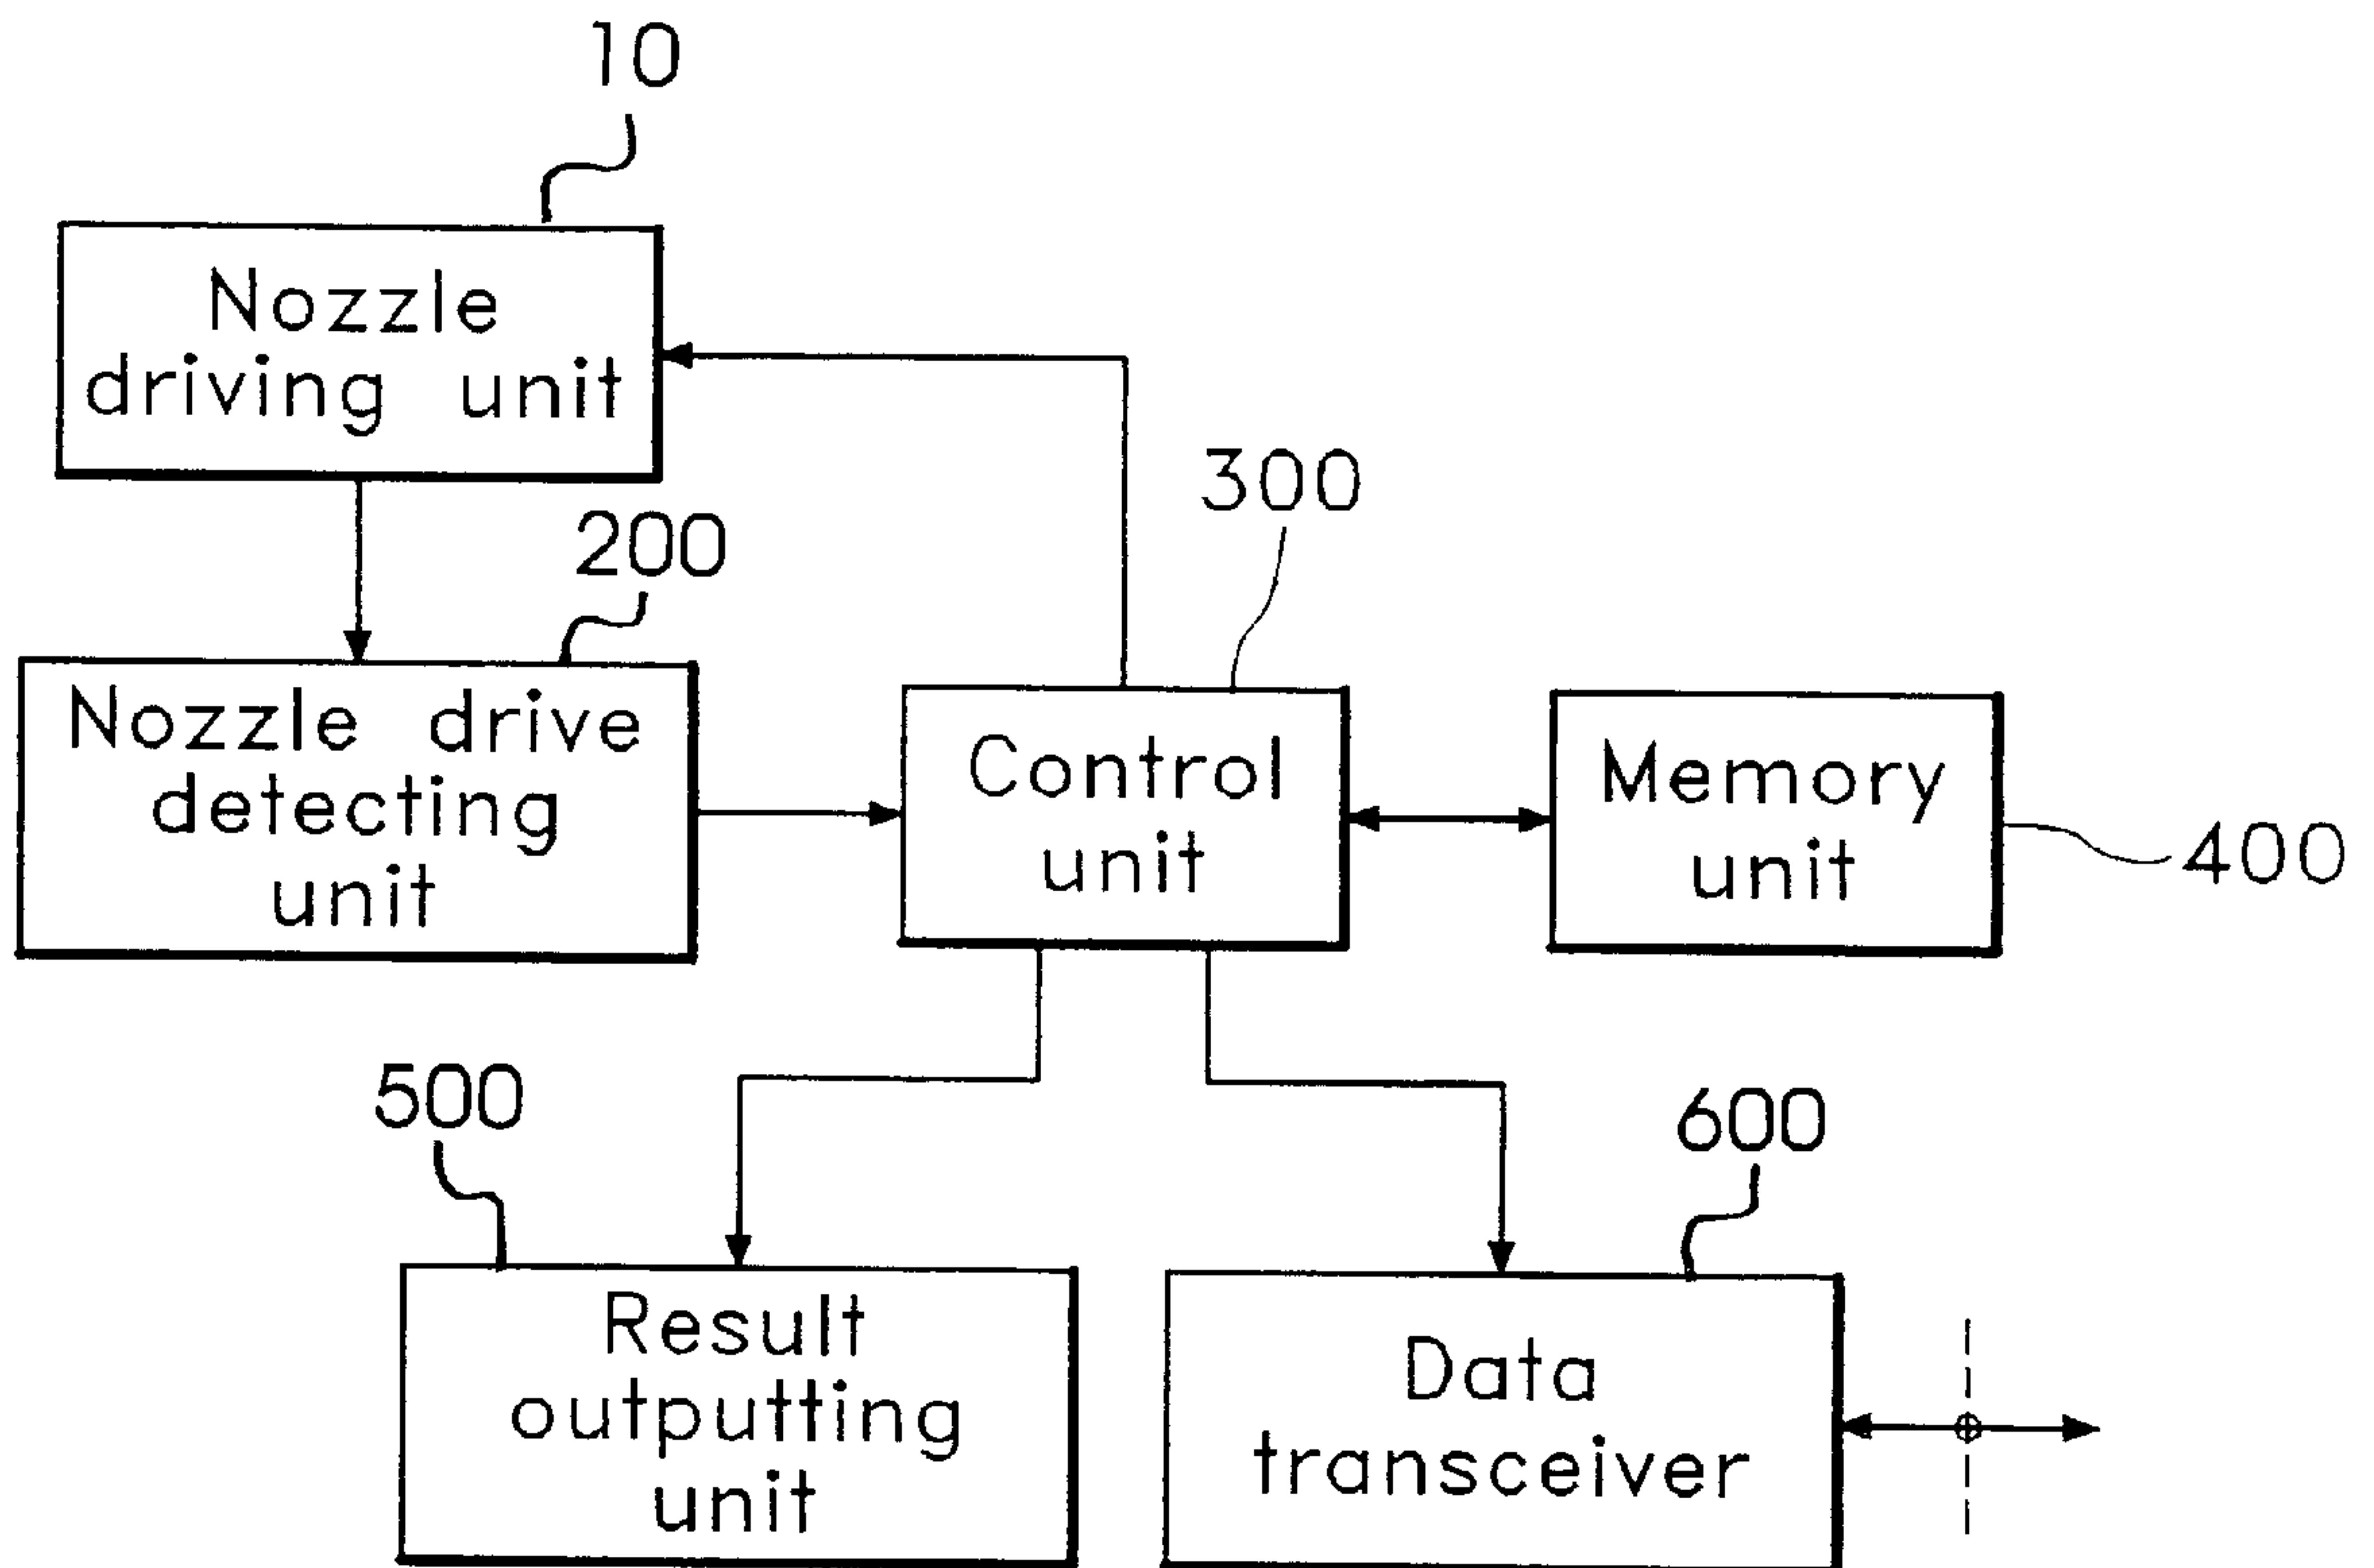 10
Nozzle
driving unit
200
300
Nozzle drive
detecting
unit
Control
unit
Memory
unit
400
500
600
Result
outputting
unit
Data
transceiver